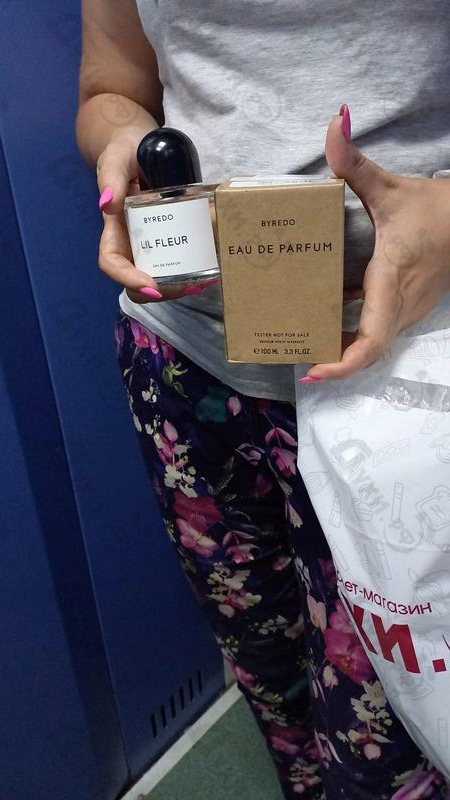 BYREDO
LIL FLEUR
EAU DE PARFUM
BYREDO
EAU DE PARFUM
TESTER NOT FOR SALE
℮ 100 ML 3.3 FL.OZ.
ет-магазин
ки.